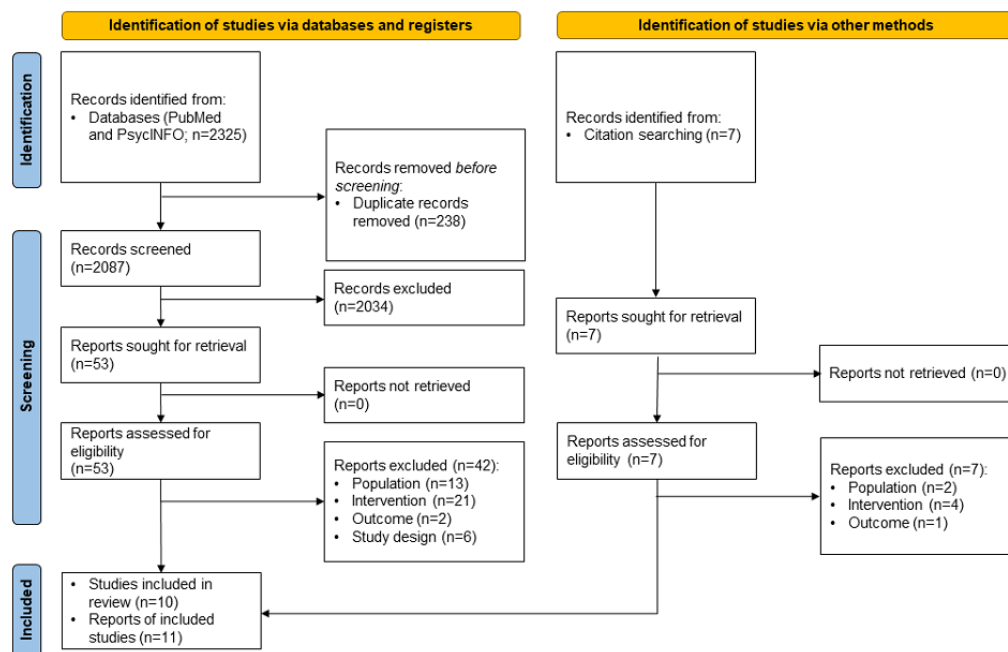 Identification of studies via databases and registers
Identification of studies via other methods
Identification
Records identified from:
• Databases (PubMed
and PsycINFO; n=2325)
Records identified from:
• Citation searching (n=7)
Records removed before
screening:
• Duplicate records
removed (n=238)
Screening
Records screened
(n=2087)
Records excluded
(n=2034)
Reports sought for retrieval
(n=53)
Reports sought for retrieval
(n=7)
Reports not retrieved
(n=0)
Reports not retrieved (n=0)
Reports assessed for
eligibility
(n=53)
Reports assessed for
eligibility (n=7)
Reports excluded (n=42):
• Population (n=13)
• Intervention (n=21)
• Outcome (n=2)
• Study design (n=6)
Reports excluded (n=7):
• Population (n=2)
• Intervention (n=4)
• Outcome (n=1)
Included
• Studies included in
review (n=10)
• Reports of included
studies (n=11)